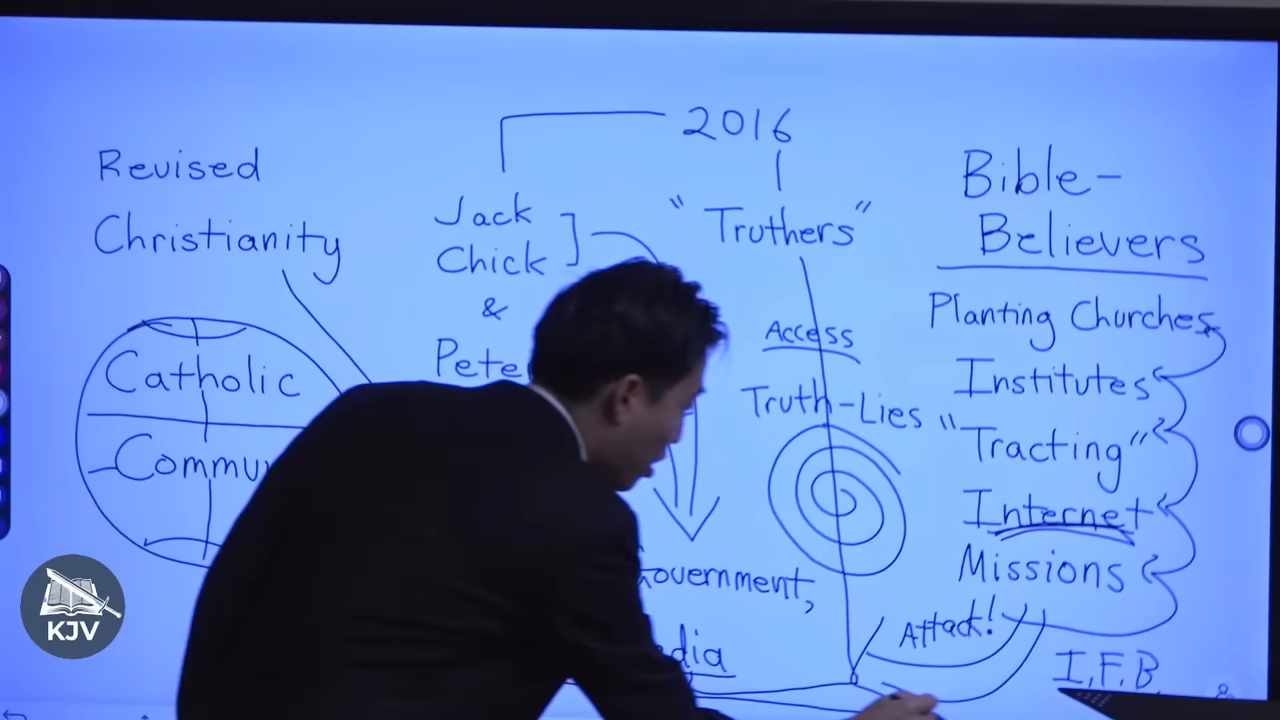 2016
Revised
Christianity
Catholic
Jack
Chick
&
"Truthers"
Access
Truth-Lies
Attack!
Bible-
Believers
Planting Churches
Institutes
"Tracting"
Internet
Missions
I.F.B.
KJV